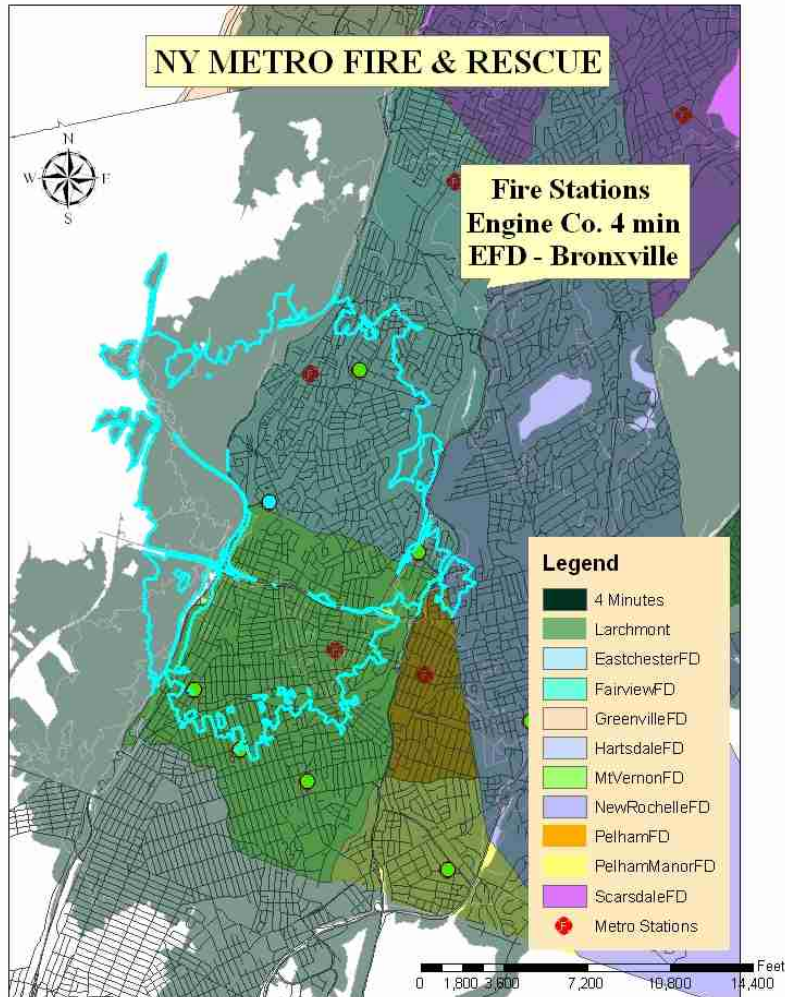 NY METRO FIRE & RESCUE
N
W
E
S
Fire Stations
Engine Co. 4 min
EFD - Bronxville
Legend
4 Minutes
Larchmont
EastchesterFD
FairviewFD
GreenvilleFD
HartsdaleFD
MtVernonFD
NewRochelleFD
PelhamFD
PelhamManorFD
ScarsdaleFD
F Metro Stations
Feet
0 1,800 3,600 7,200 10,800 14,400